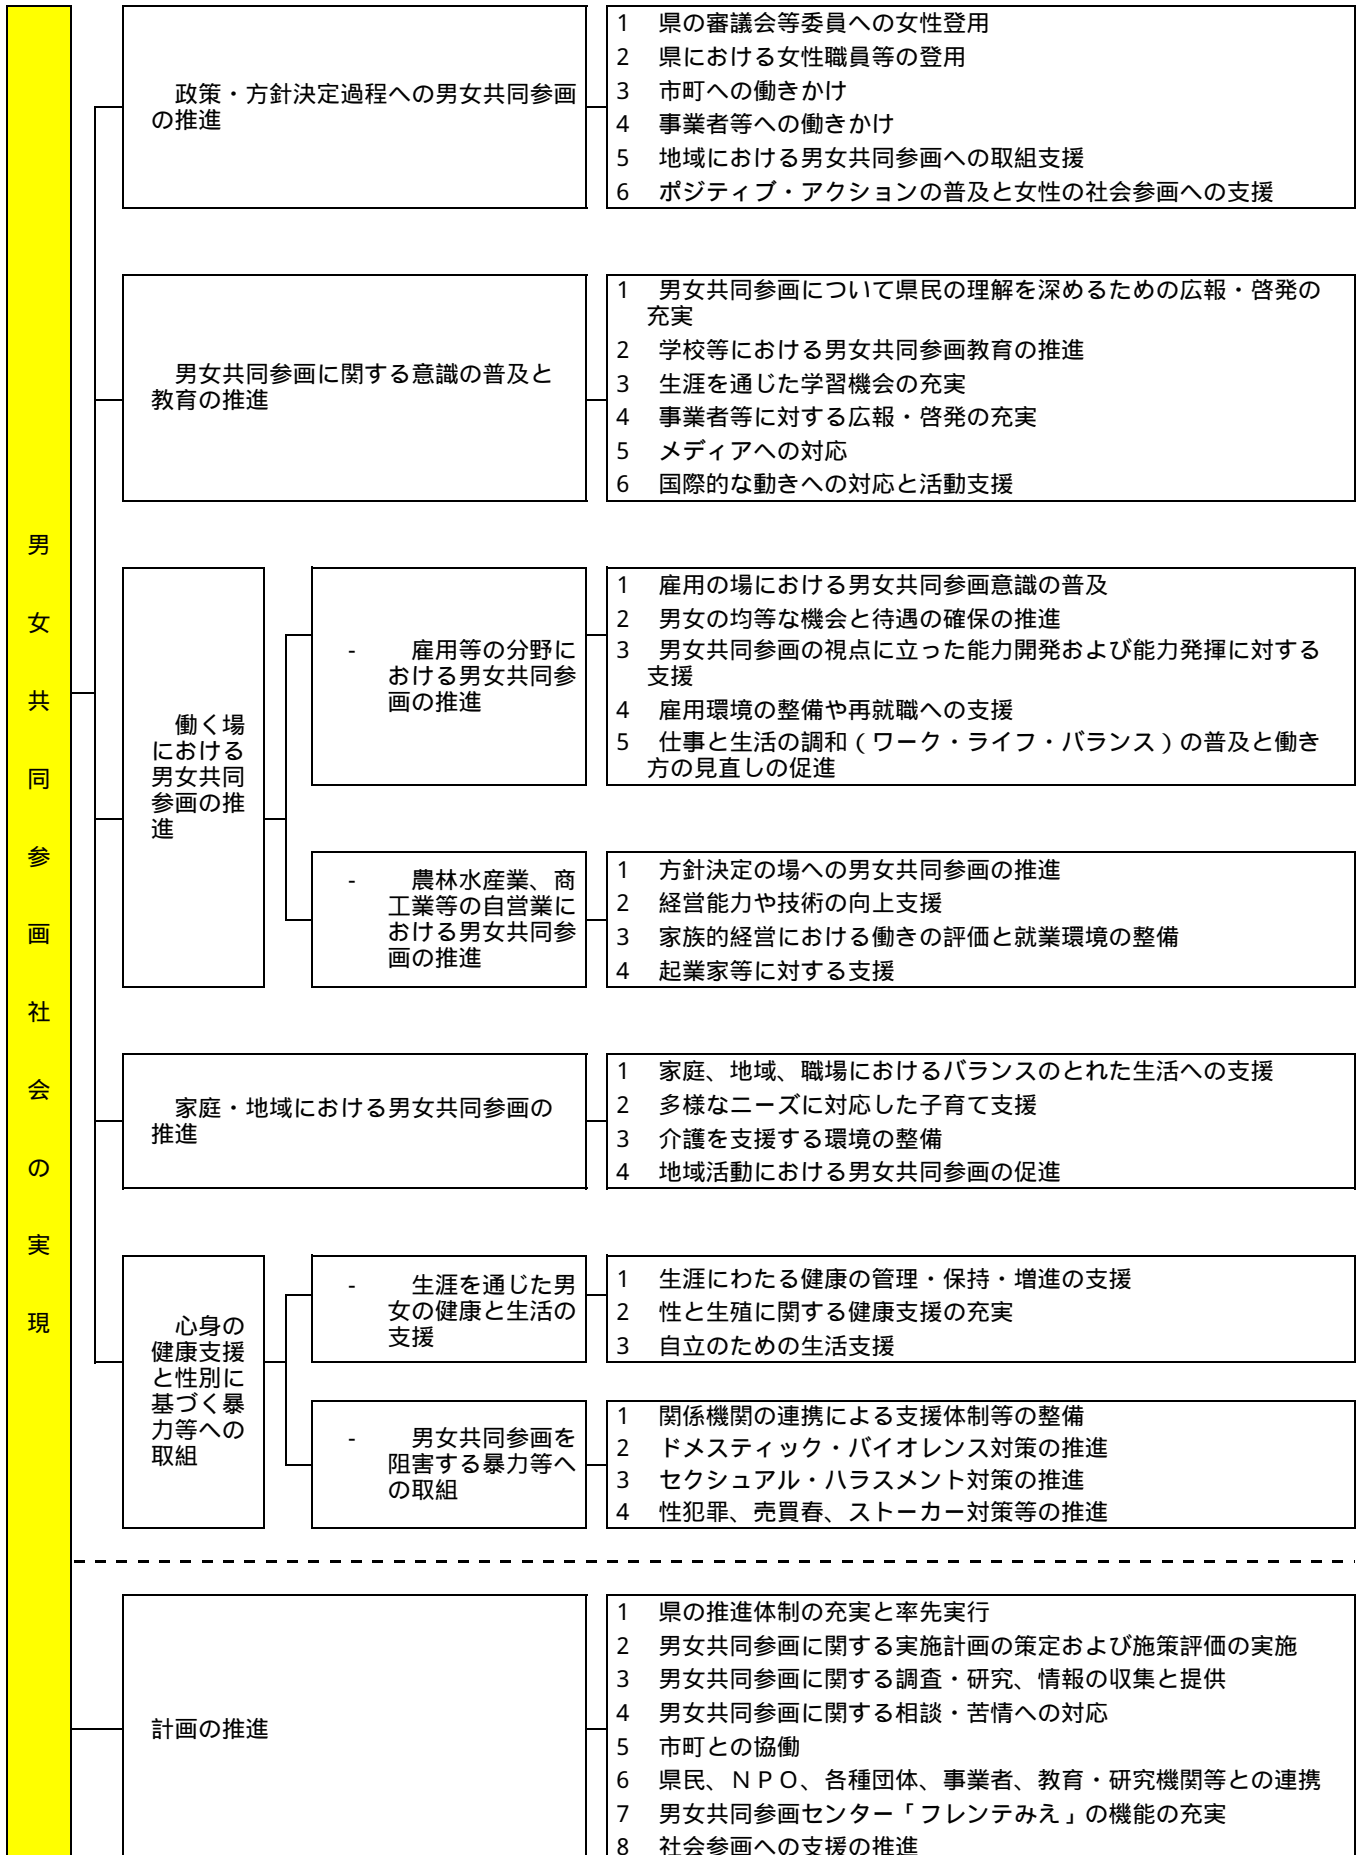 男女共同参画社会の実現
政策・方針決定過程への男女共同参画
の推進
1 県の審議会等委員への女性登用
2 県における女性職員等の登用
3 市町への働きかけ
4 事業者等への働きかけ
5 地域における男女共同参画への取組支援
6 ポジティブ・アクションの普及と女性の社会参画への支援
男女共同参画に関する意識の普及と
教育の推進
1 男女共同参画について県民の理解を深めるための広報・啓発の
充実
2 学校等における男女共同参画教育の推進
3 生涯を通じた学習機会の充実
4 事業者等に対する広報・啓発の充実
5 メディアへの対応
6 国際的な動きへの対応と活動支援
働く場
における
男女共同
参画の推
進
- 雇用等の分野に
おける男女共同参
画の推進
1 雇用の場における男女共同参画意識の普及
2 男女の均等な機会と待遇の確保の推進
3 男女共同参画の視点に立った能力開発および能力発揮に対する
支援
4 雇用環境の整備や再就職への支援
5 仕事と生活の調和(ワーク・ライフ・バランス)の普及と働き
方の見直しの促進
- 農林水産業、商
工業等の自営業に
おける男女共同参
画の推進
1 方針決定の場への男女共同参画の推進
2 経営能力や技術の向上支援
3 家族的経営における働きの評価と就業環境の整備
4 起業家等に対する支援
家庭・地域における男女共同参画の
推進
1 家庭、地域、職場におけるバランスのとれた生活への支援
2 多様なニーズに対応した子育て支援
3 介護を支援する環境の整備
4 地域活動における男女共同参画の促進
心身の
健康支援
と性別に
基づく暴
力等への
取組
- 生涯を通じた男
女の健康と生活の
支援
1 生涯にわたる健康の管理・保持・増進の支援
2 性と生殖に関する健康支援の充実
3 自立のための生活支援
- 男女共同参画を
阻害する暴力等へ
の取組
1 関係機関の連携による支援体制等の整備
2 ドメスティック・バイオレンス対策の推進
3 セクシュアル・ハラスメント対策の推進
4 性犯罪、売買春、ストーカー対策等の推進
計画の推進
1 県の推進体制の充実と率先実行
2 男女共同参画に関する実施計画の策定および施策評価の実施
3 男女共同参画に関する調査・研究、情報の収集と提供
4 男女共同参画に関する相談・苦情への対応
5 市町との協働
6 県民、NPO、各種団体、事業者、教育・研究機関等との連携
7 男女共同参画センター「フレンテみえ」の機能の充実
8 社会参画への支援の推進